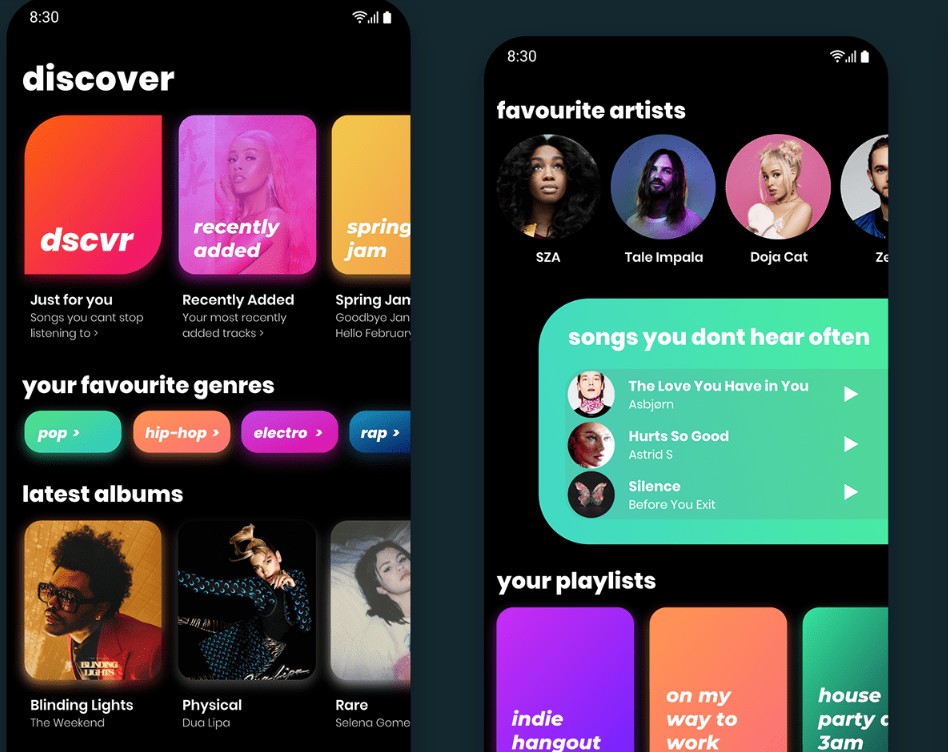 8:30
discover
dscvr
recently
added
spring
jam
Just for you
Songs you cant stop
listening to >
Recently Added
Your most recently
added tracks >
Spring Jam
Goodbye Jan
Hello February
your favourite genres
pop >
hip-hop >
electro >
rap >
latest albums
BLINDING
LIGHTS
Blinding Lights
The Weekend
Physical
Dua Lipa
Rare
Selena Gome
8:30
favourite artists
SZA
Tale Impala
Doja Cat
Ze
songs you dont hear often
The Love You Have in You
Asbjørn
Hurts So Good
Astrid S
Silence
Before You Exit
your playlists
indie
hangout
on my
way to
work
house
party
3am